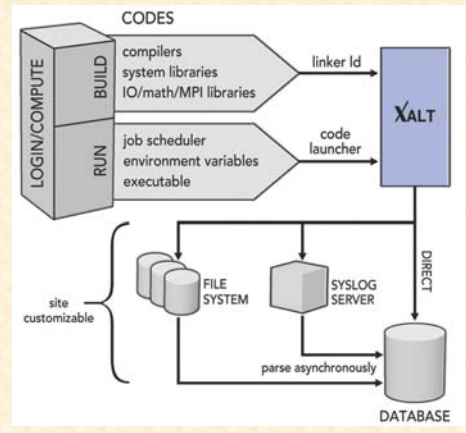 CODES
LOGIN/COMPUTE
BUILD
compilers
system libraries
IO/math/MPI libraries
linker ld
XALT
RUN
job scheduler
environment variables
executable
code
launcher
site
customizable
FILE
SYSTEM
SYSLOG
SERVER
DIRECT
parse asynchronously
DATABASE